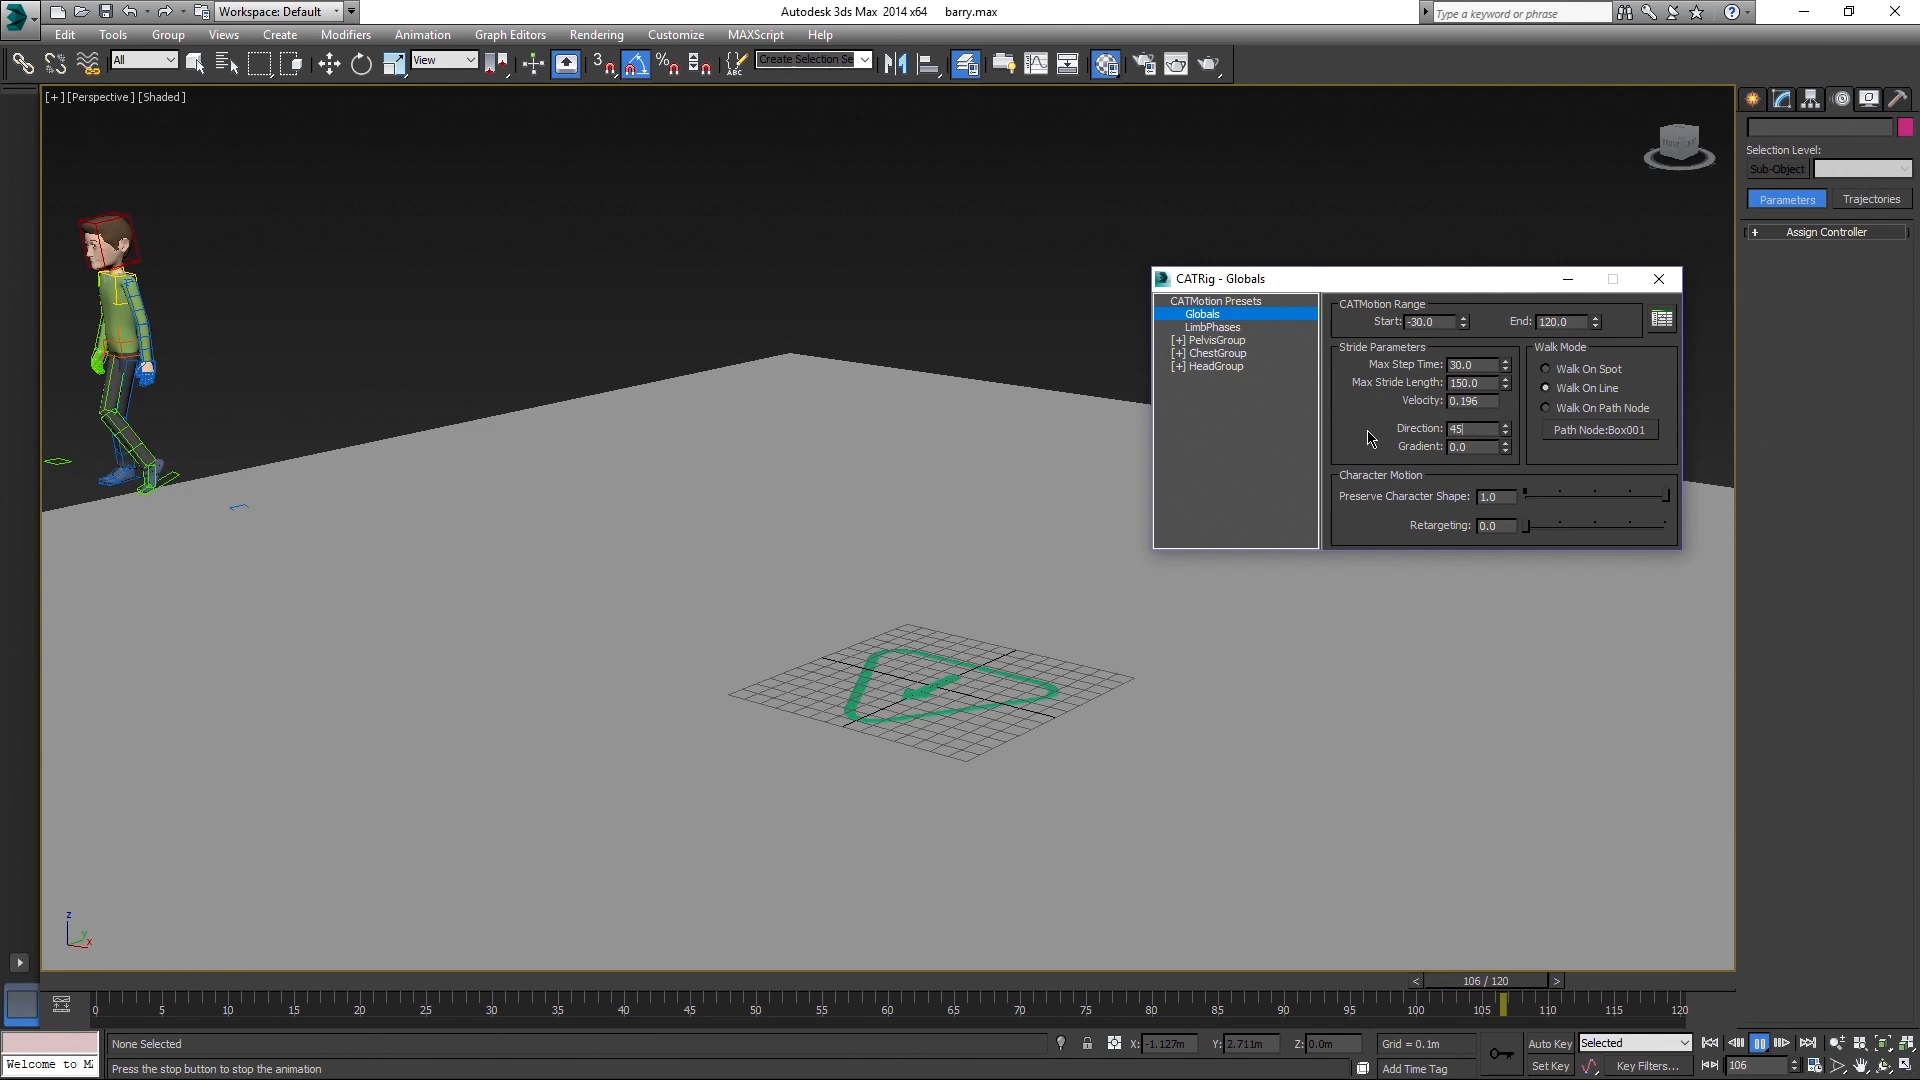 Workspace: Default
Autodesk 3ds Max 2014 x64 barry.max
Type a keyword or phrase
Edit Tools Group Views Create Modifiers Animation Graph Editors Rendering Customize MAXScript Help
All
View
3
Create Selection Se
[+] [Perspective] [Shaded]
Selection Level:
Sub-Object
Parameters Trajectories
+ Assign Controller
CATRig - Globals
CATMotion Presets
Globals
LimbPhases
[+] PelvisGroup
[+] ChestGroup
[+] HeadGroup
CATMotion Range
Start: -30.0 End: 120.0
Stride Parameters
Max Step Time: 30.0
Max Stride Length: 150.0
Velocity: 0.196
Direction: 45
Gradient: 0.0
Walk Mode
Walk On Spot
Walk On Line
Walk On Path Node
Path Node:Box001
Character Motion
Preserve Character Shape: 1.0
Retargeting: 0.0
z
y
x
< 106 / 120 >
0 5 10 15 20 25 30 35 40 45 50 55 60 65 70 75 80 85 90 95 100 105 110 115 120
None Selected
X: -1.127m Y: 2.711m Z: 0.0m
Grid = 0.1m
Auto Key Selected
Welcome to M
Press the stop button to stop the animation
Add Time Tag
Set Key Key Filters...
106